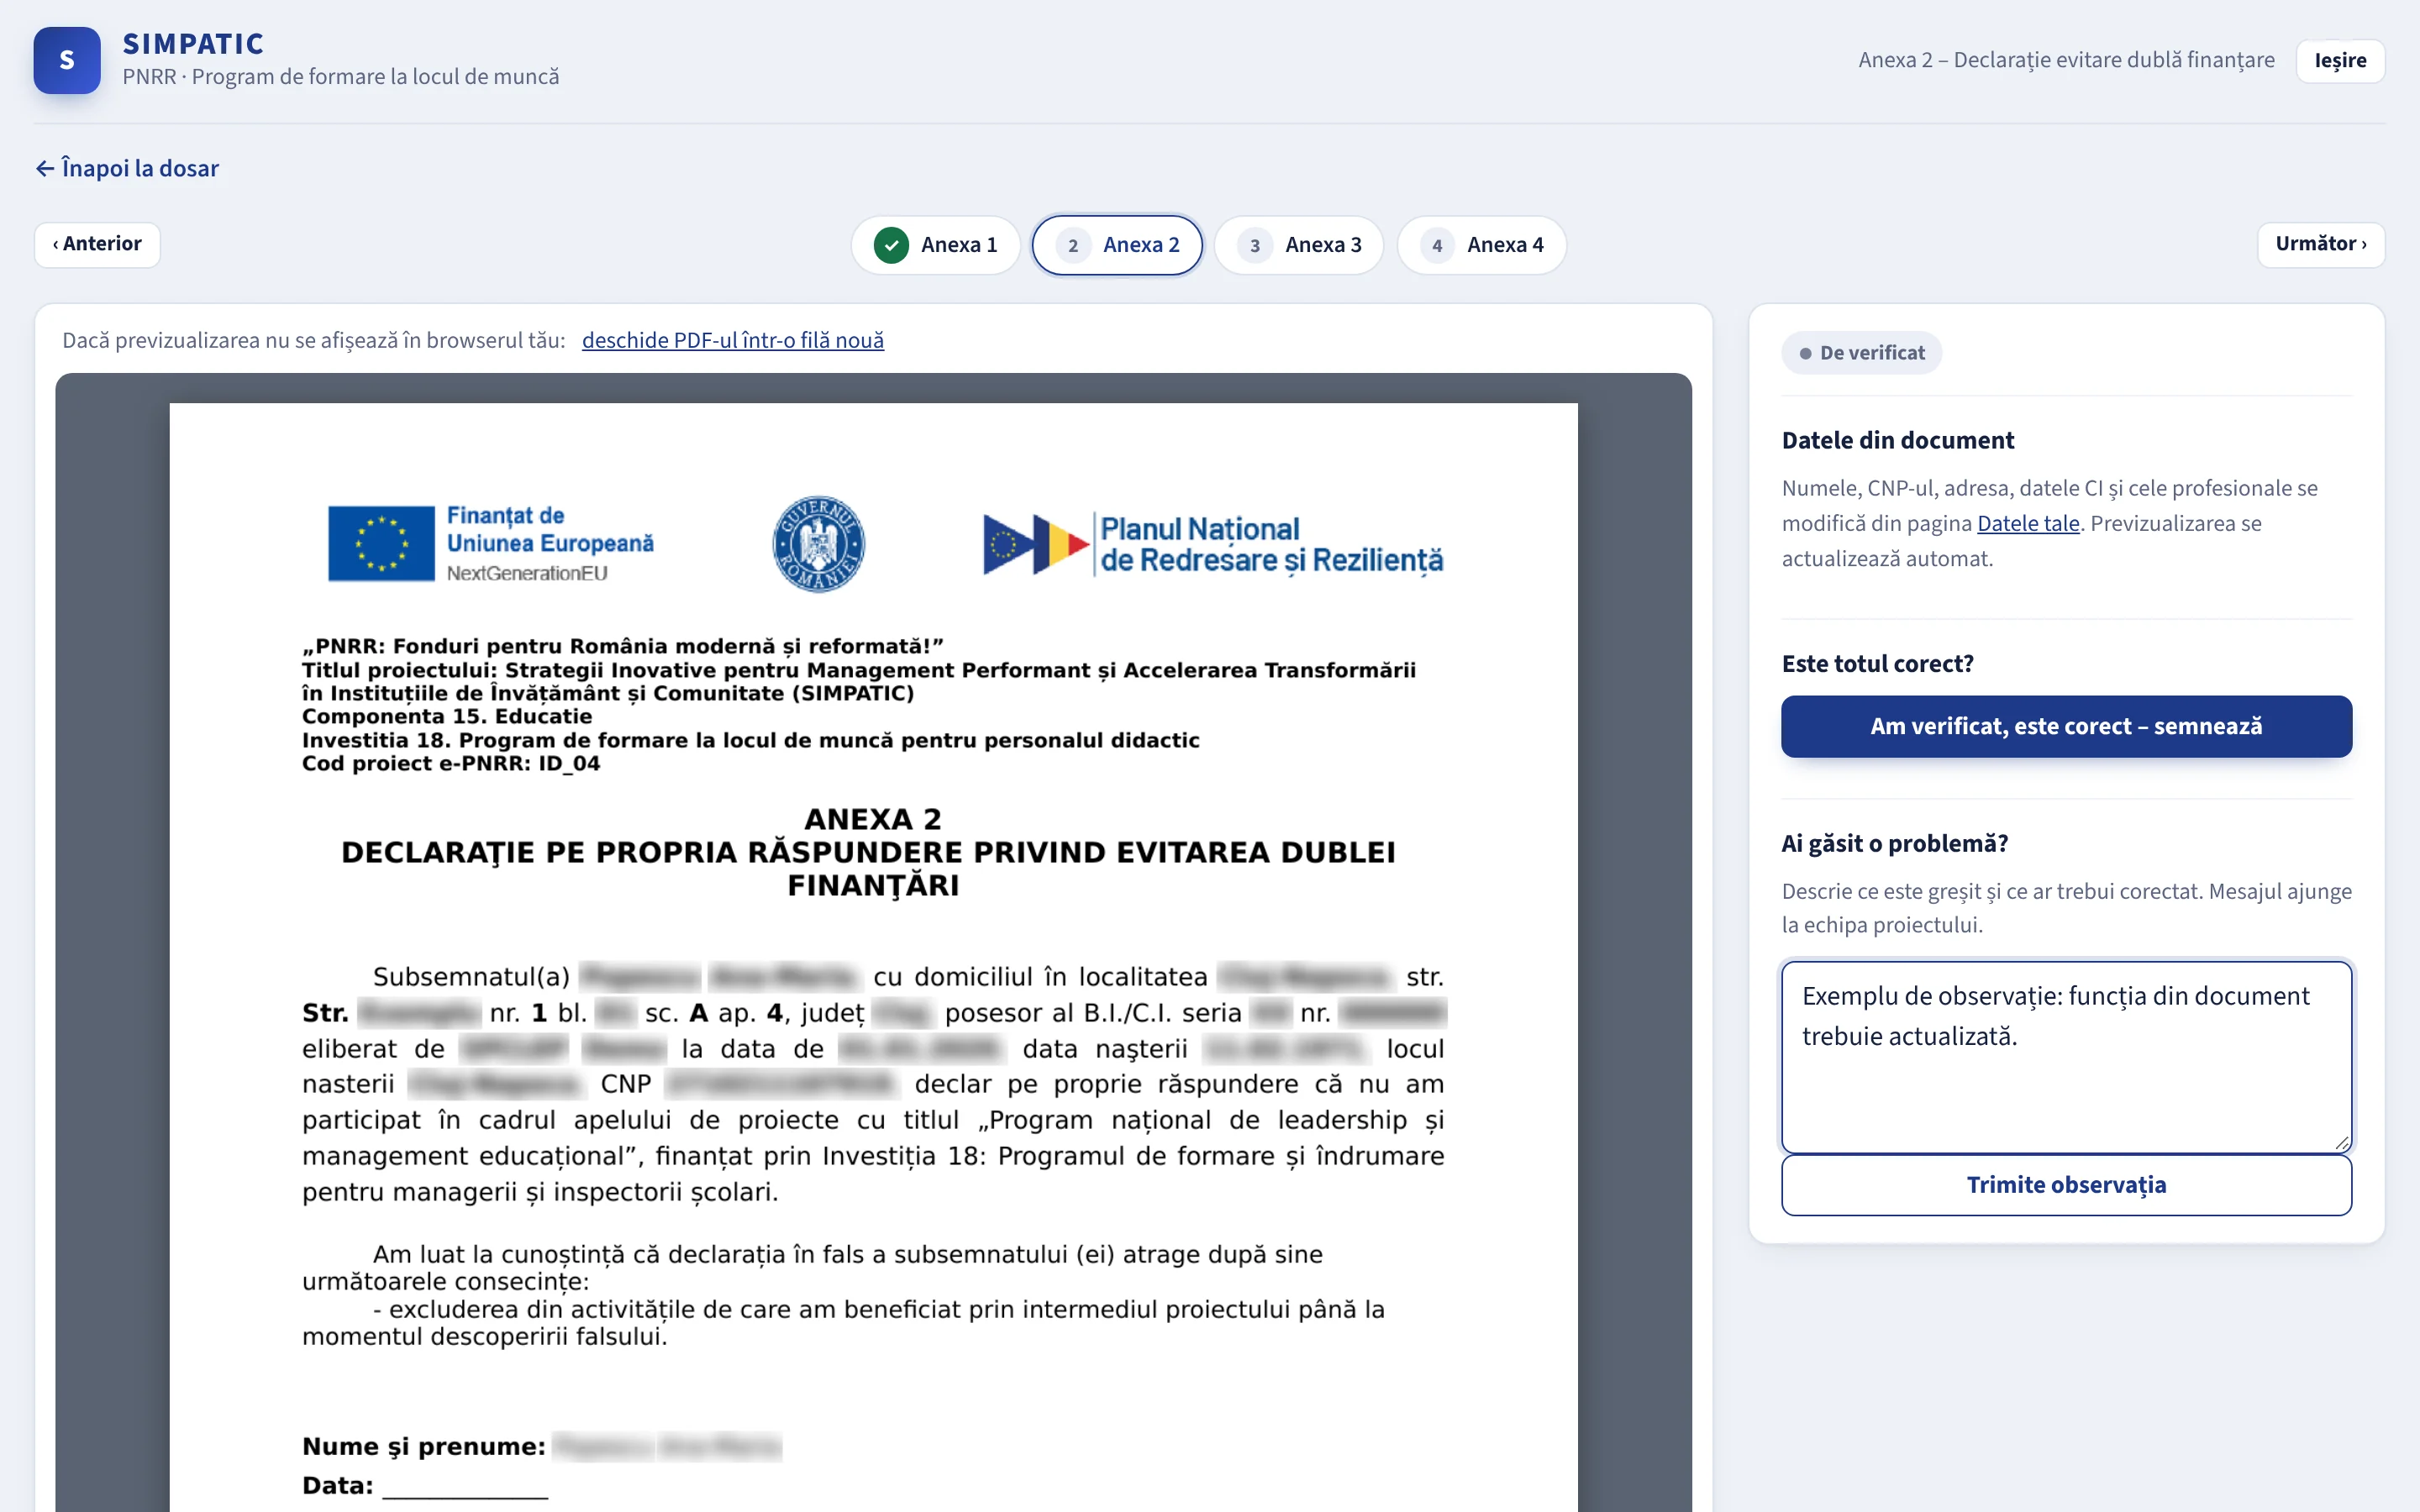 S
SIMPATIC
PNRR · Program de formare la locul de muncă
Anexa 2 – Declarație evitare dublă finanțare
Ieșire
← Înapoi la dosar
‹ Anterior
Anexa 1
2 Anexa 2
3 Anexa 3
4 Anexa 4
Următor ›
Dacă previzualizarea nu se afișează în browserul tău: deschide PDF-ul într-o filă nouă
Finanțat de
Uniunea Europeană
NextGenerationEU
GUVERNUL ROMÂNIEI
Planul Național
de Redresare și Reziliență
„PNRR: Fonduri pentru România modernă și reformată!”
Titlul proiectului: Strategii Inovative pentru Management Performant și Accelerarea Transformării
în Instituțiile de Învățământ și Comunitate (SIMPATIC)
Componenta 15. Educatie
Investitia 18. Program de formare la locul de muncă pentru personalul didactic
Cod proiect e-PNRR: ID_04
ANEXA 2
DECLARAŢIE PE PROPRIA RĂSPUNDERE PRIVIND EVITAREA DUBLEI
FINANŢĂRI
Subsemnatul(a) cu domiciliul în localitatea str.
Str. nr. 1 bl. sc. A ap. 4, județ posesor al B.I./C.I. seria nr.
eliberat de la data de data naşterii locul
nasterii CNP declar pe proprie răspundere că nu am
participat în cadrul apelului de proiecte cu titlul „Program național de leadership și
management educațional”, finanțat prin Investiția 18: Programul de formare și îndrumare
pentru managerii și inspectorii școlari.
Am luat la cunoștință că declarația în fals a subsemnatului (ei) atrage după sine
următoarele consecințe:
- excluderea din activitățile de care am beneficiat prin intermediul proiectului până la
momentul descoperirii falsului.
Nume şi prenume:
Data: ____________
De verificat
Datele din document
Numele, CNP-ul, adresa, datele CI și cele profesionale se
modifică din pagina Datele tale. Previzualizarea se
actualizează automat.
Este totul corect?
Am verificat, este corect – semnează
Ai găsit o problemă?
Descrie ce este greșit și ce ar trebui corectat. Mesajul ajunge
la echipa proiectului.
Exemplu de observație: funcția din document
trebuie actualizată.
Trimite observația